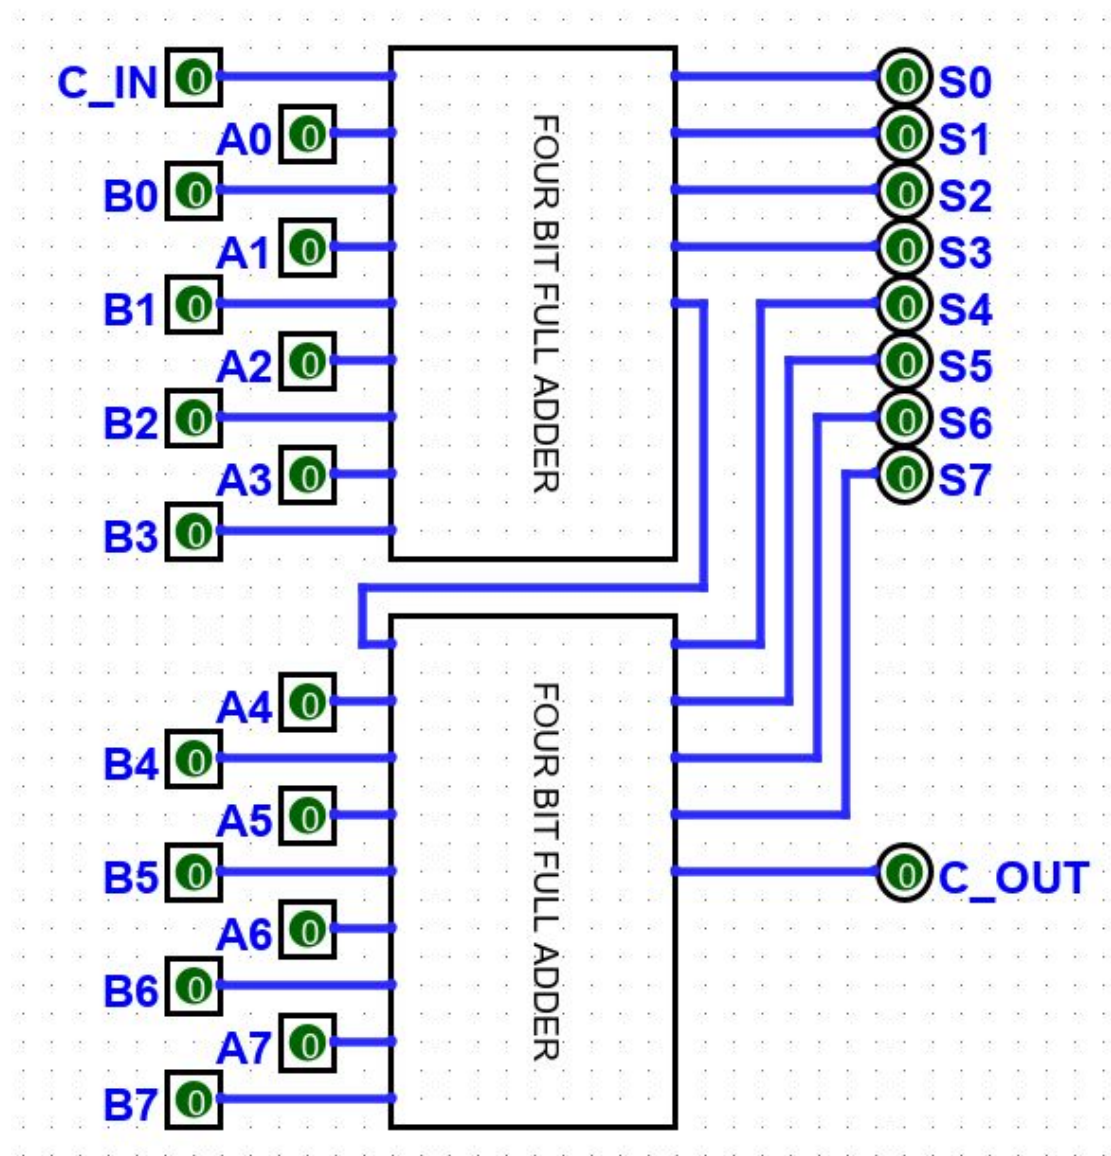 C_IN 0
A0 0
B0 0
A1 0
B1 0
A2 0
B2 0
A3 0
B3 0
FOUR BIT FULL ADDER
0 S0
0 S1
0 S2
0 S3
0 S4
0 S5
0 S6
0 S7
A4 0
B4 0
A5 0
B5 0
A6 0
B6 0
A7 0
B7 0
FOUR BIT FULL ADDER
0 C_OUT